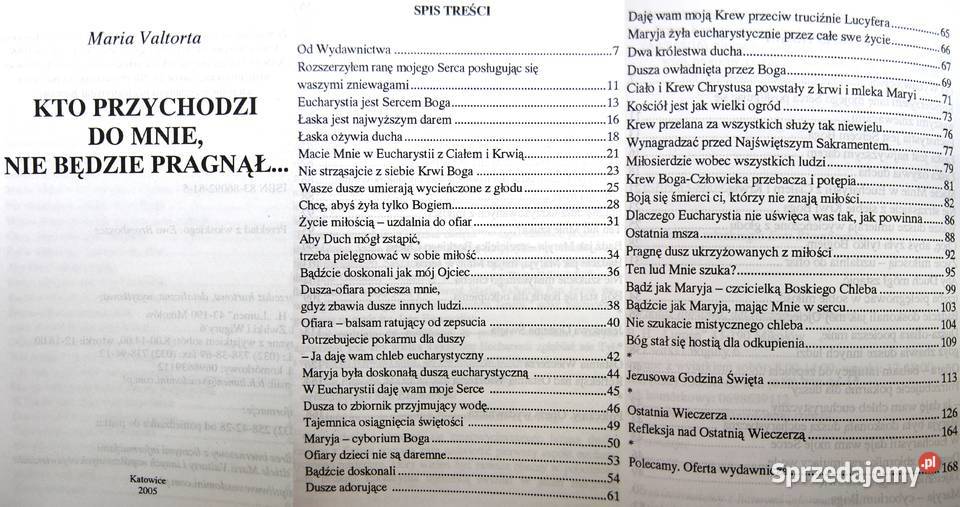 Maria Valtorta
KTO PRZYCHODZI
DO MNIE,
NIE BĘDZIE PRAGNĄŁ...
Katowice
2005
SPIS TREŚCI
Od Wydawnictwa 7
Rozszerzyłem ranę mojego Serca posługując się
waszymi zniewagami 11
Eucharystia jest Sercem Boga 13
Łaska jest najwyższym darem 16
Łaska ożywia ducha 18
Macie Mnie w Eucharystii z Ciałem i Krwią 21
Nie strząsajcie z siebie Krwi Boga 23
Wasze dusze umierają wycieńczone z głodu 25
Chcę, abyś żyła tylko Bogiem 28
Życie miłością – uzdalnia do ofiar 31
Aby Duch mógł zstąpić,
trzeba pielęgnować w sobie miłość 34
Bądźcie doskonali jak mój Ojciec 36
Dusza-ofiara pociesza mnie,
gdyż zbawia dusze innych ludzi 38
Ofiara – balsam ratujący od zepsucia 40
Potrzebujecie pokarmu dla duszy
– Ja daję wam chleb eucharystyczny 42
Maryja była doskonałą duszą eucharystyczną 44
W Eucharystii daję wam moje Serce 45
Dusza to zbiornik przyjmujący wodę 46
Tajemnica osiągnięcia świętości 49
Maryja – cyborium Boga 50
Ofiary dzieci nie są daremne 53
Bądźcie doskonali 54
Dusze adorujące 61
Daję wam moją Krew przeciw truciźnie Lucyfera 65
Maryja żyła eucharystycznie przez całe swe życie 66
Dwa królestwa ducha 67
Dusza owładnięta przez Boga 69
Ciało i Krew Chrystusa powstały z krwi i mleka Maryi 71
Kościół jest jak wielki ogród 73
Krew przelana za wszystkich służy tak niewielu 76
Wynagradzać przed Najświętszym Sakramentem 77
Miłosierdzie wobec wszystkich ludzi 79
Krew Boga-Człowieka przebacza i potępia 81
Boją się śmierci ci, którzy nie znają miłości 82
Dlaczego Eucharystia nie uświęca was tak, jak powinna 86
Ostatnia msza 88
Pragnę dusz ukrzyżowanych z miłości 92
Ten lud Mnie szuka? 95
Bądź jak Maryja – czcicielką Boskiego Chleba 99
Bądźcie jak Maryja, mając Mnie w sercu 103
Nie szukacie mistycznego chleba 104
Bóg stał się hostią dla odkupienia 109
*
Jezusowa Godzina Święta 113
*
Ostatnia Wieczerza 126
Refleksja nad Ostatnią Wieczerzą 164
*
Polecamy. Oferta wydawnic 168
Sprzedajemy.pl